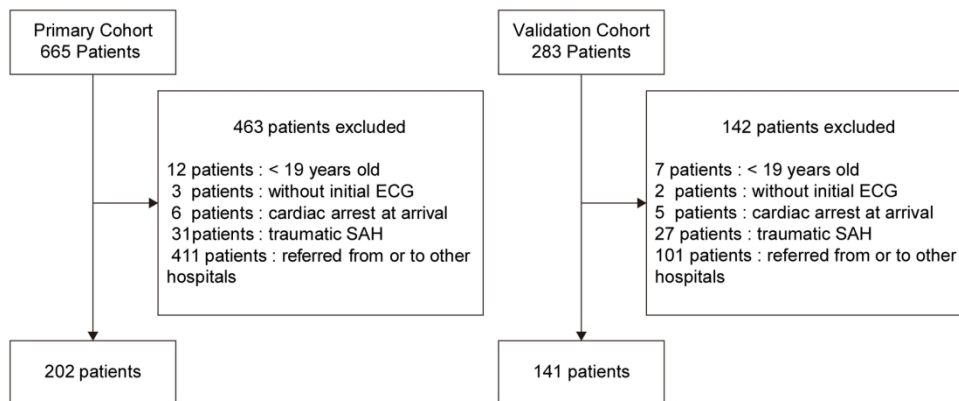 Primary Cohort
665 Patients
463 patients excluded
12 patients : < 19 years old
3 patients : without initial ECG
6 patients : cardiac arrest at arrival
31patients : traumatic SAH
411 patients : referred from or to other
hospitals
202 patients
Validation Cohort
283 Patients
142 patients excluded
7 patients : < 19 years old
2 patients : without initial ECG
5 patients : cardiac arrest at arrival
27 patients : traumatic SAH
101 patients : referred from or to other
hospitals
141 patients